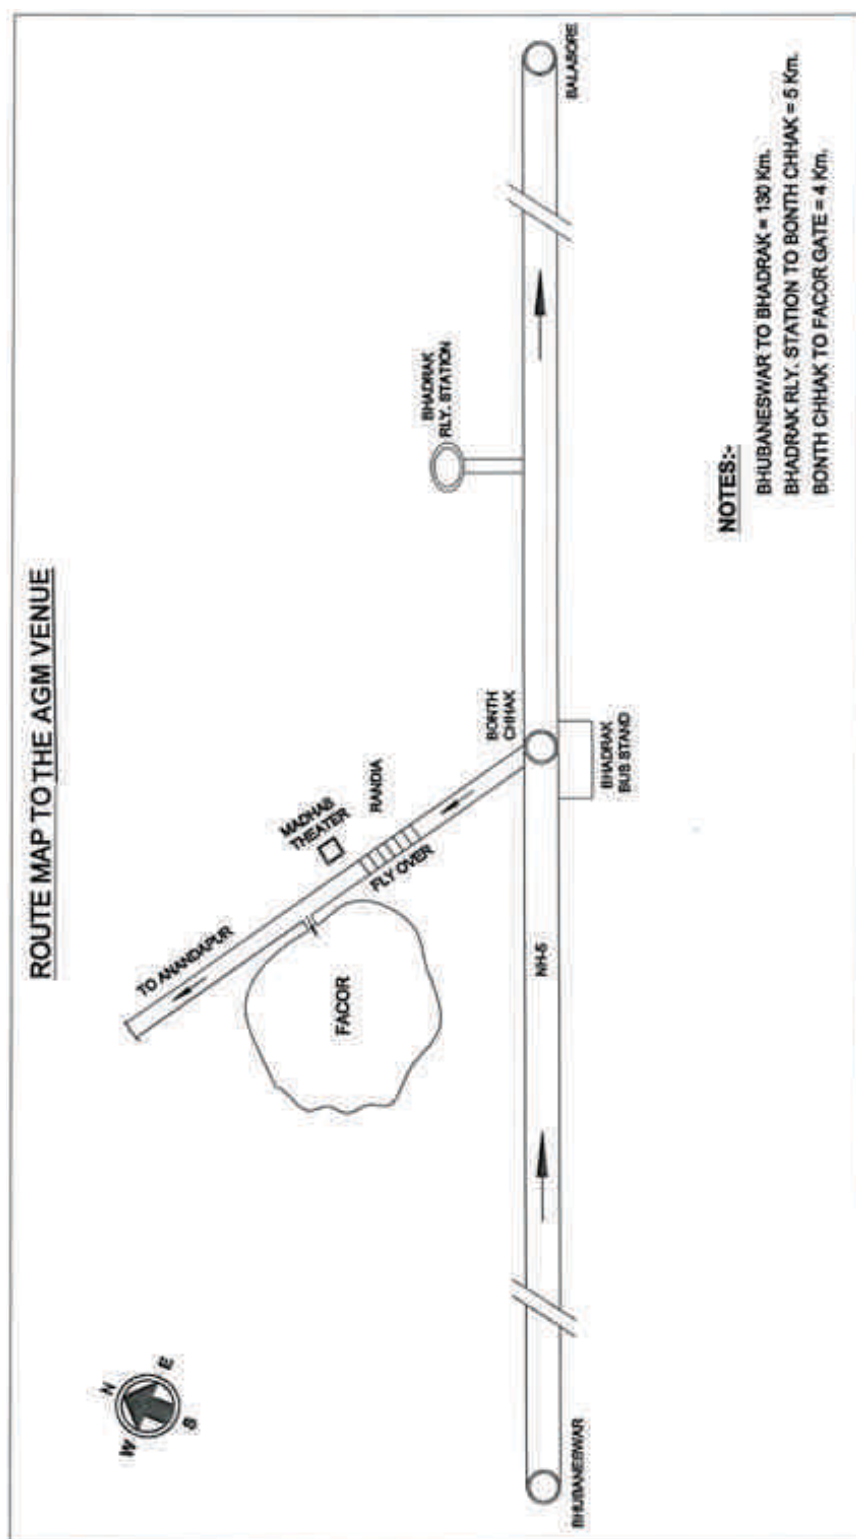 ROUTE MAP TO THE AGM VENUE
N
E
S
W
TO ANANDAPUR
MADHAB
THEATER
RANDIA
FLY OVER
FACOR
BONTH
CHHAK
BHADRAK
RLY. STATION
BHUBANESWAR
NH-5
BHADRAK
BUS STAND
BALASORE
NOTES:-
BHUBANESWAR TO BHADRAK = 130 Km.
BHADRAK RLY. STATION TO BONTH CHHAK = 5 Km.
BONTH CHHAK TO FACOR GATE = 4 Km.